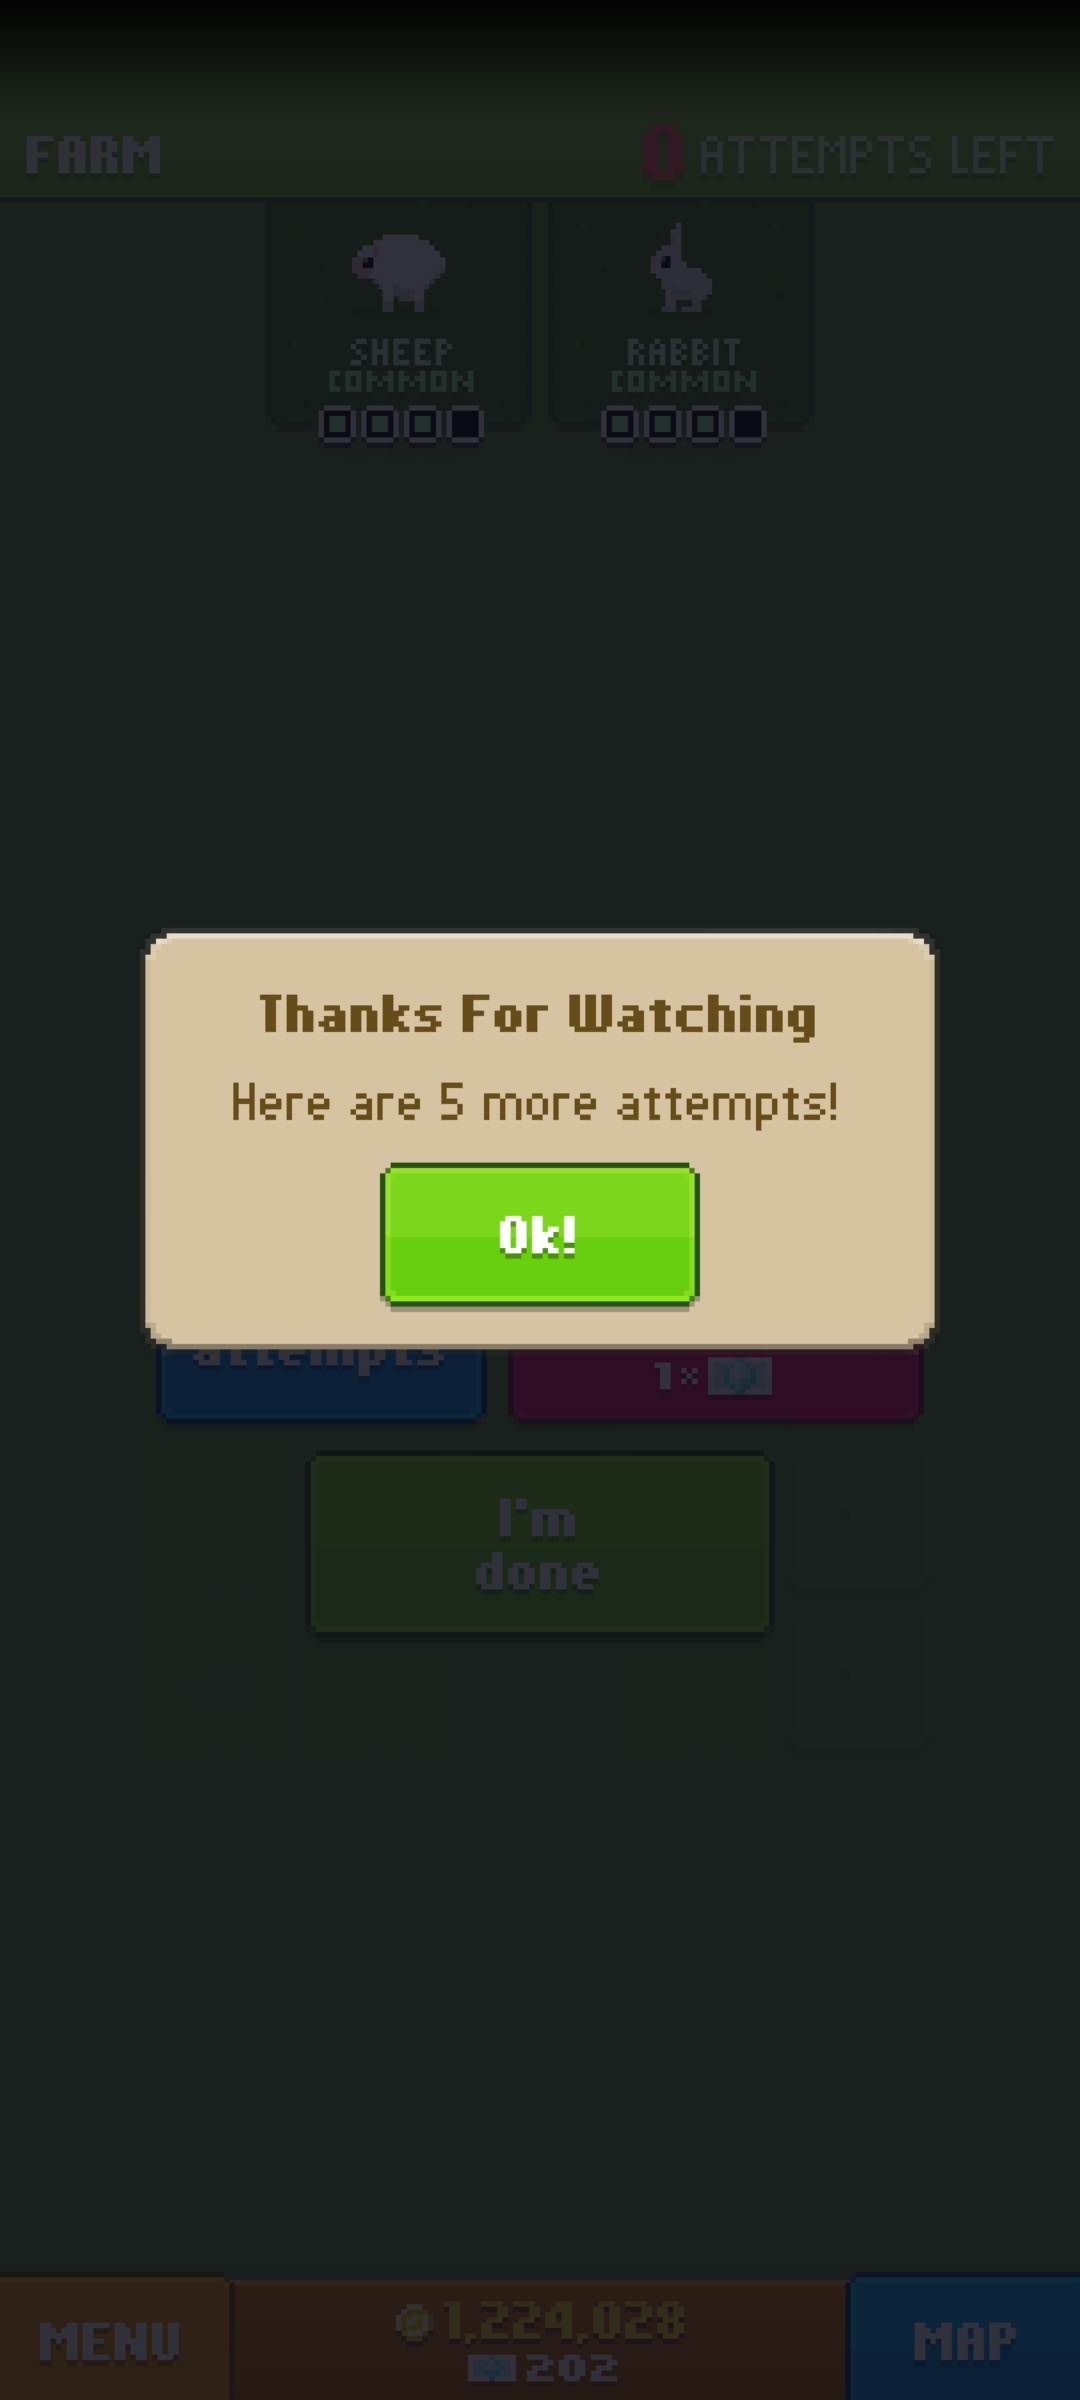 FARM
0 ATTEMPTS LEFT
SHEEP
COMMON
RABBIT
COMMON
Thanks For Watching
Here are 5 more attempts!
Ok!
attempts
1×
I'm
done
MENU
1,224,028
202
MAP